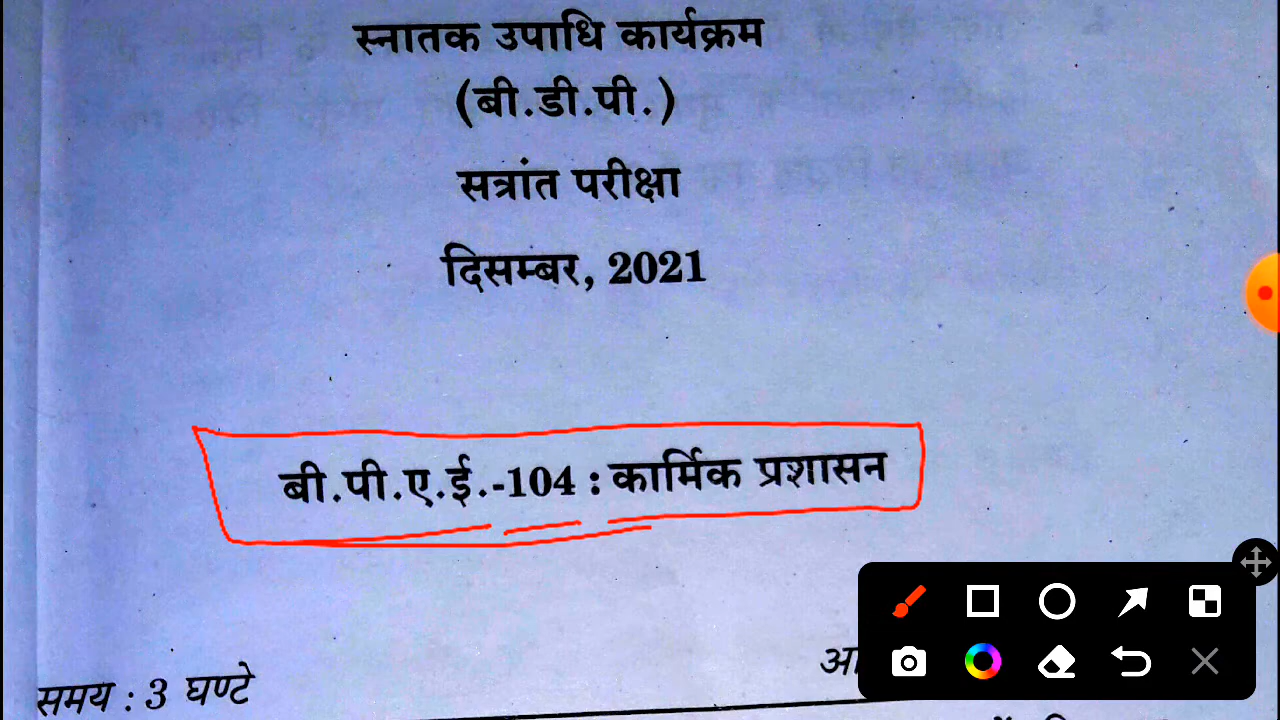 स्नातक उपाधि कार्यक्रम
(बी.डी.पी.)
सत्रांत परीक्षा
दिसम्बर, 2021
बी.पी.ए.ई.-104 : कार्मिक प्रशासन
समय : 3 घण्टे